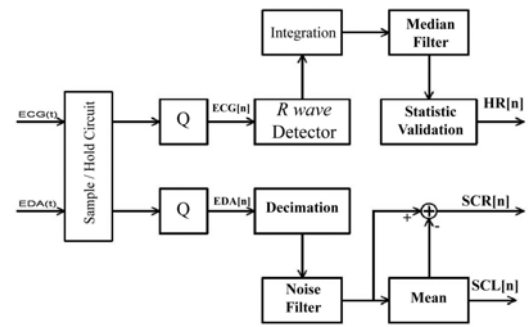 Integration
Median
Filter
ECG(t)
Sample / Hold Circuit
Q
ECG[n]
R wave
Detector
Statistic
Validation
HR[n]
EDA(t)
Q
EDA[n]
Decimation
+
-
SCR[n]
Noise
Filter
Mean
SCL[n]